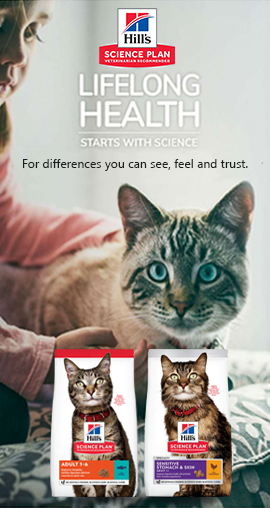 Hill's
SCIENCE PLAN
VETERINARIAN RECOMMENDED
LIFELONG
HEALTH
STARTS WITH SCIENCE
For differences you can see, feel and trust.
Hill's
SCIENCE PLAN
ADULT 1-6
Hill's
SCIENCE PLAN
SENSITIVE
STOMACH & SKIN